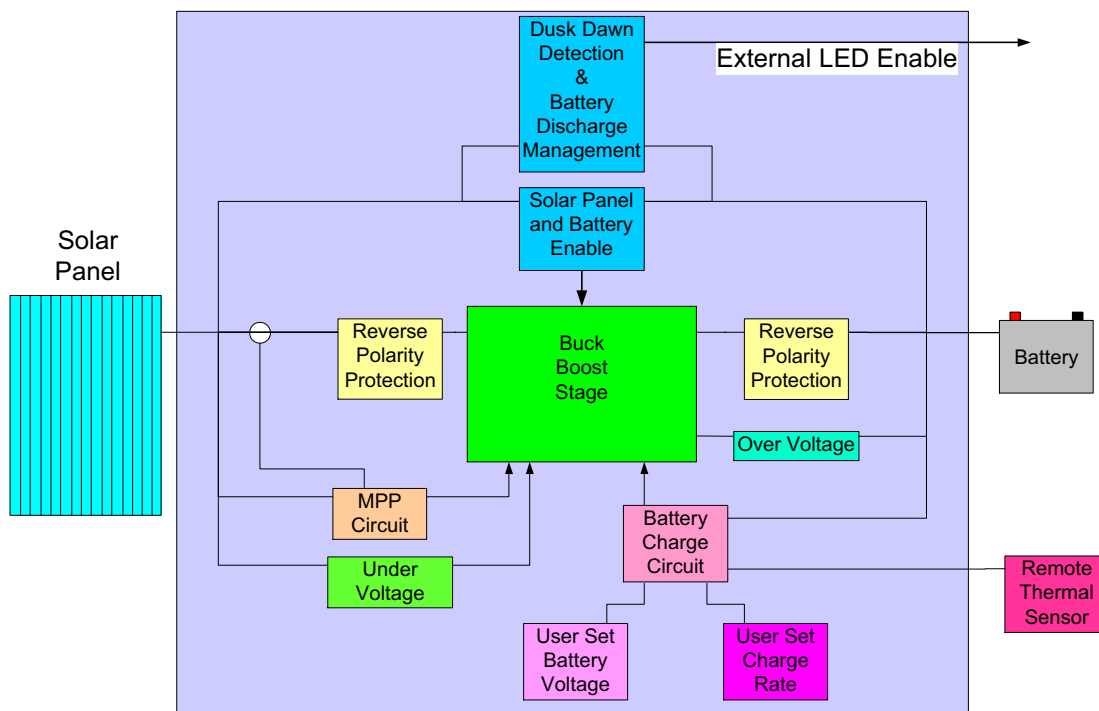 Dusk Dawn
Detection
&
Battery
Discharge
Management
External LED Enable
Solar Panel
and Battery
Enable
Solar
Panel
Reverse
Polarity
Protection
Buck
Boost
Stage
Reverse
Polarity
Protection
Battery
Over Voltage
MPP
Circuit
Battery
Charge
Circuit
Under
Voltage
Remote
Thermal
Sensor
User Set
Battery
Voltage
User Set
Charge
Rate